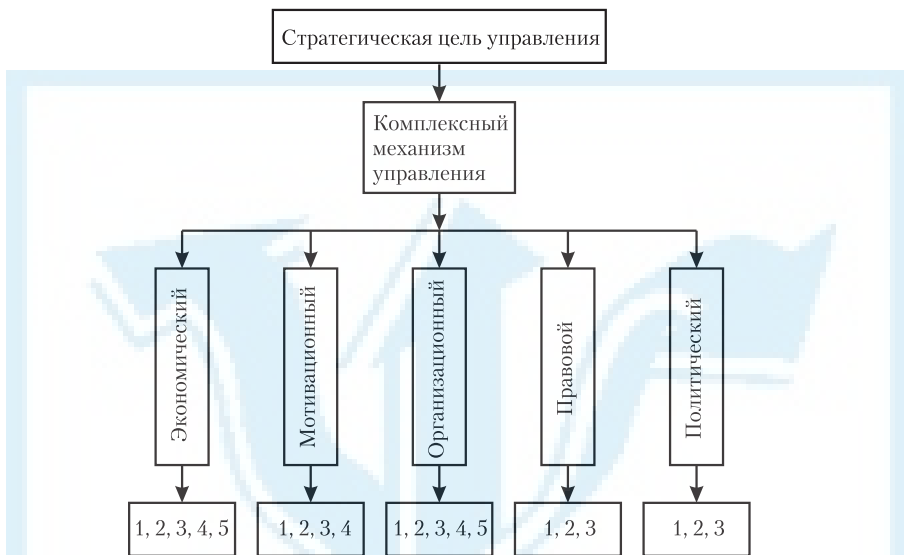 Стратегическая цель управления
Комплексный
механизм
управления
Экономический
Мотивационный
Организационный
Правовой
Политический
1, 2, 3, 4, 5
1, 2, 3, 4
1, 2, 3, 4, 5
1, 2, 3
1, 2, 3